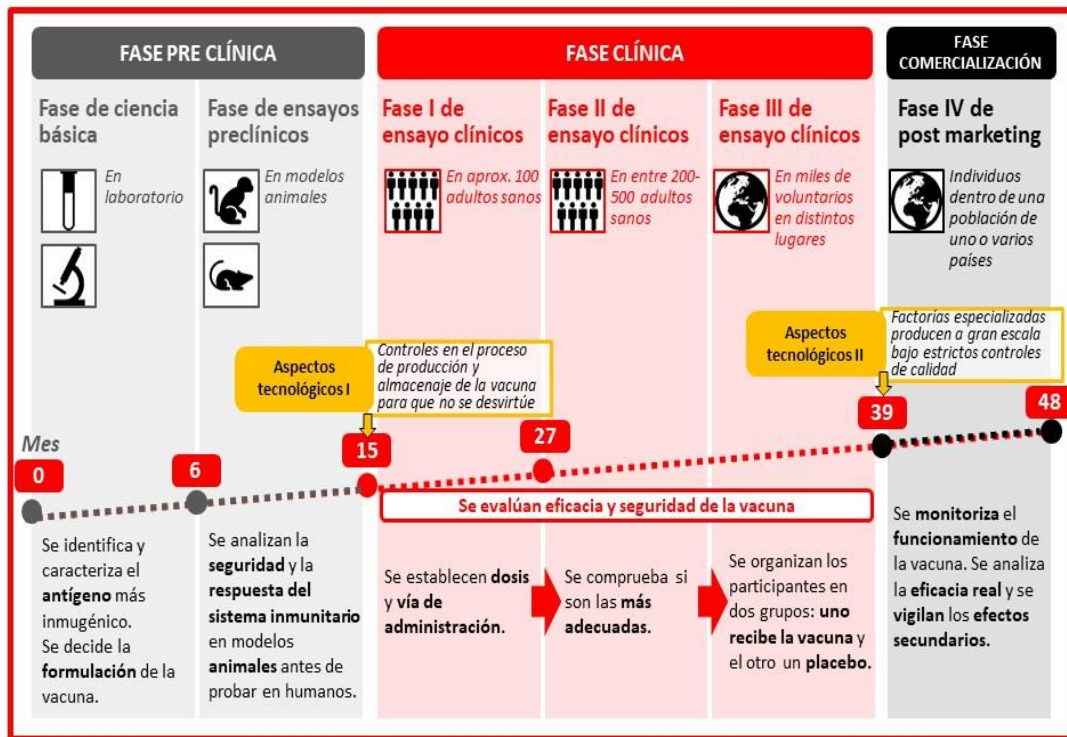 FASE PRE CLÍNICA
FASE CLÍNICA
FASE
COMERCIALIZACIÓN
Fase de ciencia
básica
Fase de ensayos
preclínicos
Fase I de
ensayo clínicos
Fase II de
ensayo clínicos
Fase III de
ensayo clínicos
Fase IV de
post marketing
En
laboratorio
En modelos
animales
En aprox. 100
adultos sanos
En entre 200-
500 adultos
sanos
En miles de
voluntarios
en distintos
lugares
Individuos
dentro de una
población de
uno o varios
países
Aspectos
tecnológicos I
Controles en el proceso
de producción y
almacenaje de la vacuna
para que no se desvirtúe
Aspectos
tecnológicos II
Factorías especializadas
producen a gran escala
bajo estrictos controles
de calidad
Mes
0
6
15
27
39
48
Se evalúan eficacia y seguridad de la vacuna
Se identifica y
caracteriza el
antígeno más
inmugénico.
Se decide la
formulación de la
vacuna.
Se analizan la
seguridad y la
respuesta del
sistema inmunitario
en modelos
animales antes de
probar en humanos.
Se establecen dosis
y vía de
administración.
Se comprueba si
son las más
adecuadas.
Se organizan los
participantes en
dos grupos: uno
recibe la vacuna y
el otro un placebo.
Se monitoriza el
funcionamiento de
la vacuna. Se analiza
la eficacia real y se
vigilan los efectos
secundarios.